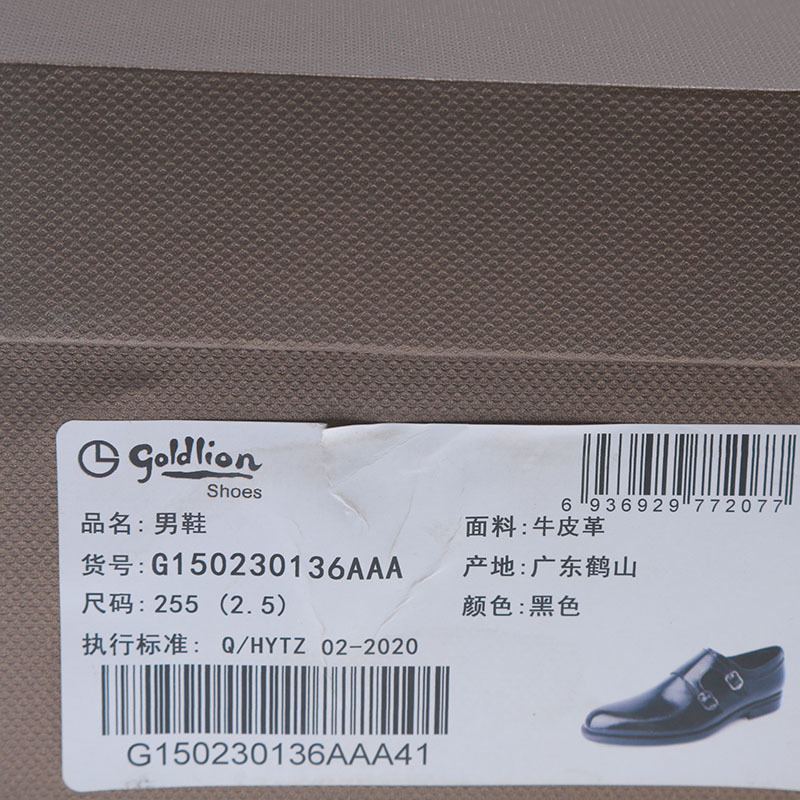 goldlion
Shoes
6 936929 772077
品名: 男鞋
面料: 牛皮革
货号: G150230136AAA
产地: 广东鹤山
尺码: 255 (2.5)
颜色: 黑色
执行标准: Q/HYTZ 02-2020
G150230136AAA41